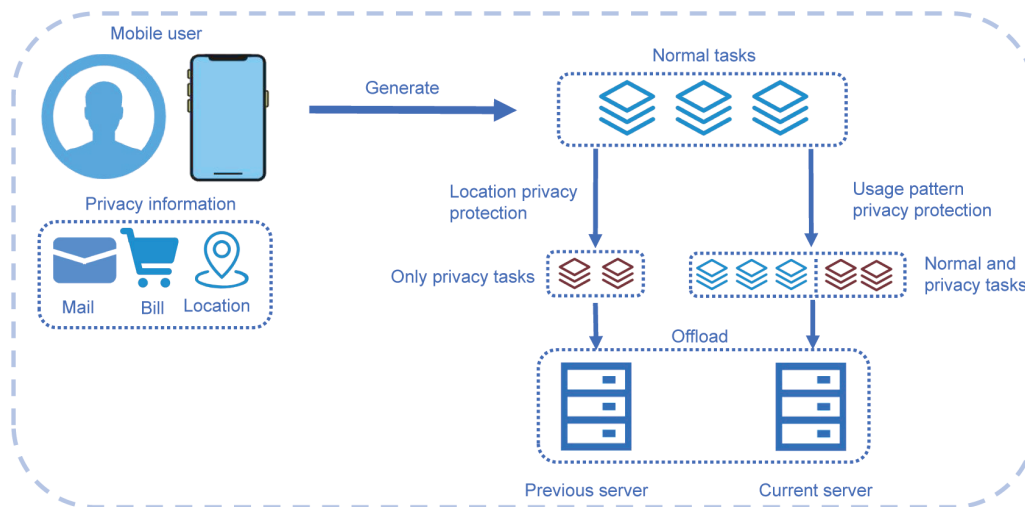 Mobile user
Generate
Normal tasks
Privacy information
Mail
Bill
Location
Location privacy
protection
Usage pattern
privacy protection
Only privacy tasks
Normal and
privacy tasks
Offload
Previous server
Current server